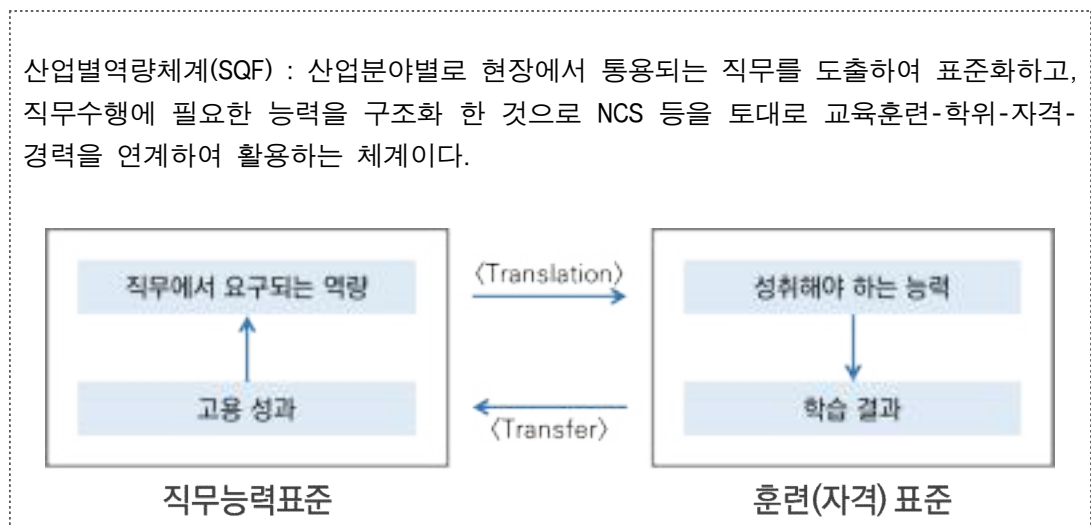 산업별역량체계(SQF) : 산업분야별로 현장에서 통용되는 직무를 도출하여 표준화하고,
직무수행에 필요한 능력을 구조화 한 것으로 NCS 등을 토대로 교육훈련-학위-자격-
경력을 연계하여 활용하는 체계이다.
직무에서 요구되는 역량
〈Translation〉
성취해야 하는 능력
고용 성과
〈Transfer〉
학습 결과
직무능력표준
훈련(자격) 표준